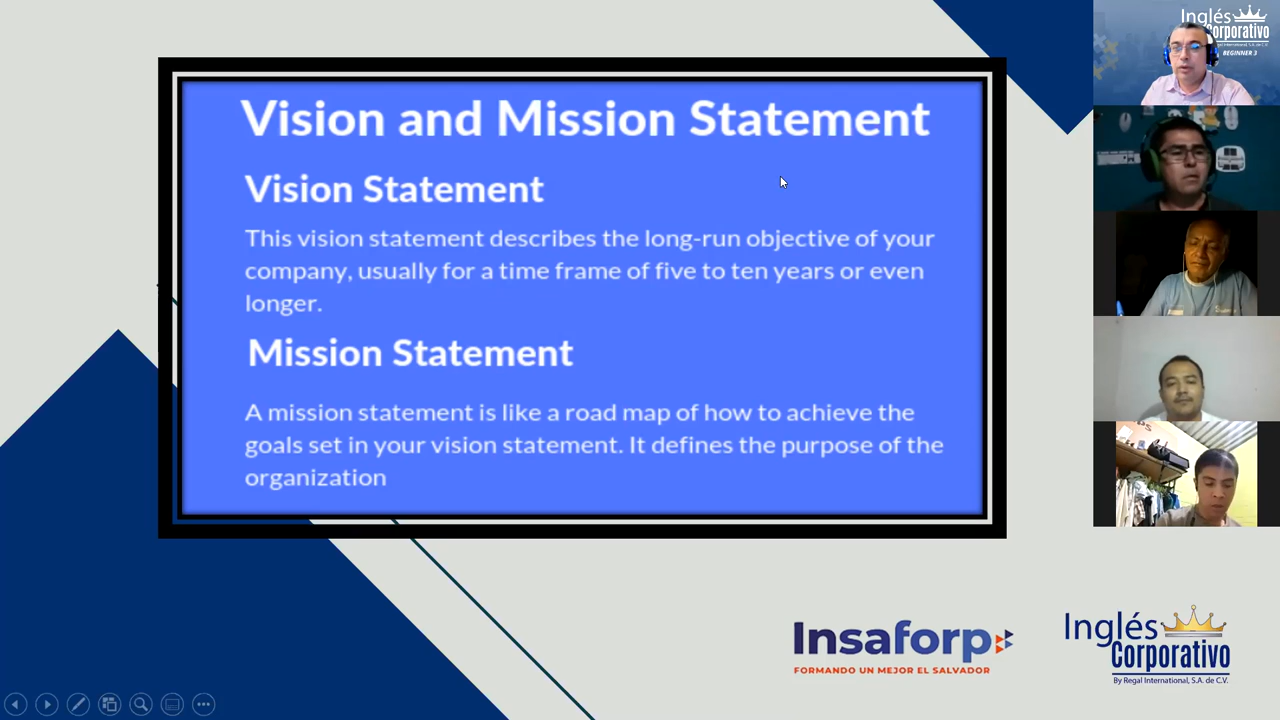 Vision and Mission Statement
Vision Statement
This vision statement describes the long-run objective of your
company, usually for a time frame of five to ten years or even
longer.
Mission Statement
A mission statement is like a road map of how to achieve the
goals set in your vision statement. It defines the purpose of the
organization
Insaforp
FORMANDO UN MEJOR EL SALVADOR
Inglés
Corporativo
By Regal International, S.A. de C.V.
Inglés
Corporativo
BEGINNER 3